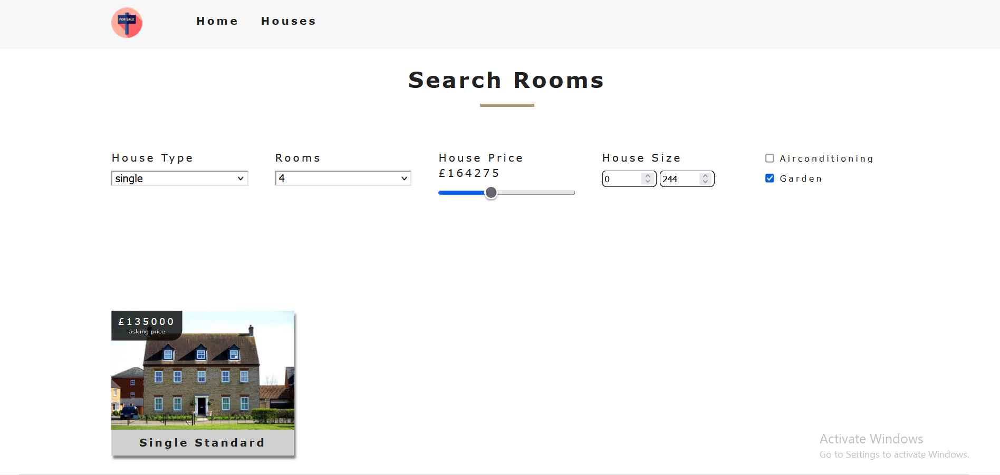 FOR SALE
Home Houses
Search Rooms
House Type
single
Rooms
4
House Price
£164275
House Size
0 244
Airconditioning
Garden
£135000
asking price
Single Standard
Activate Windows
Go to Settings to activate Windows.